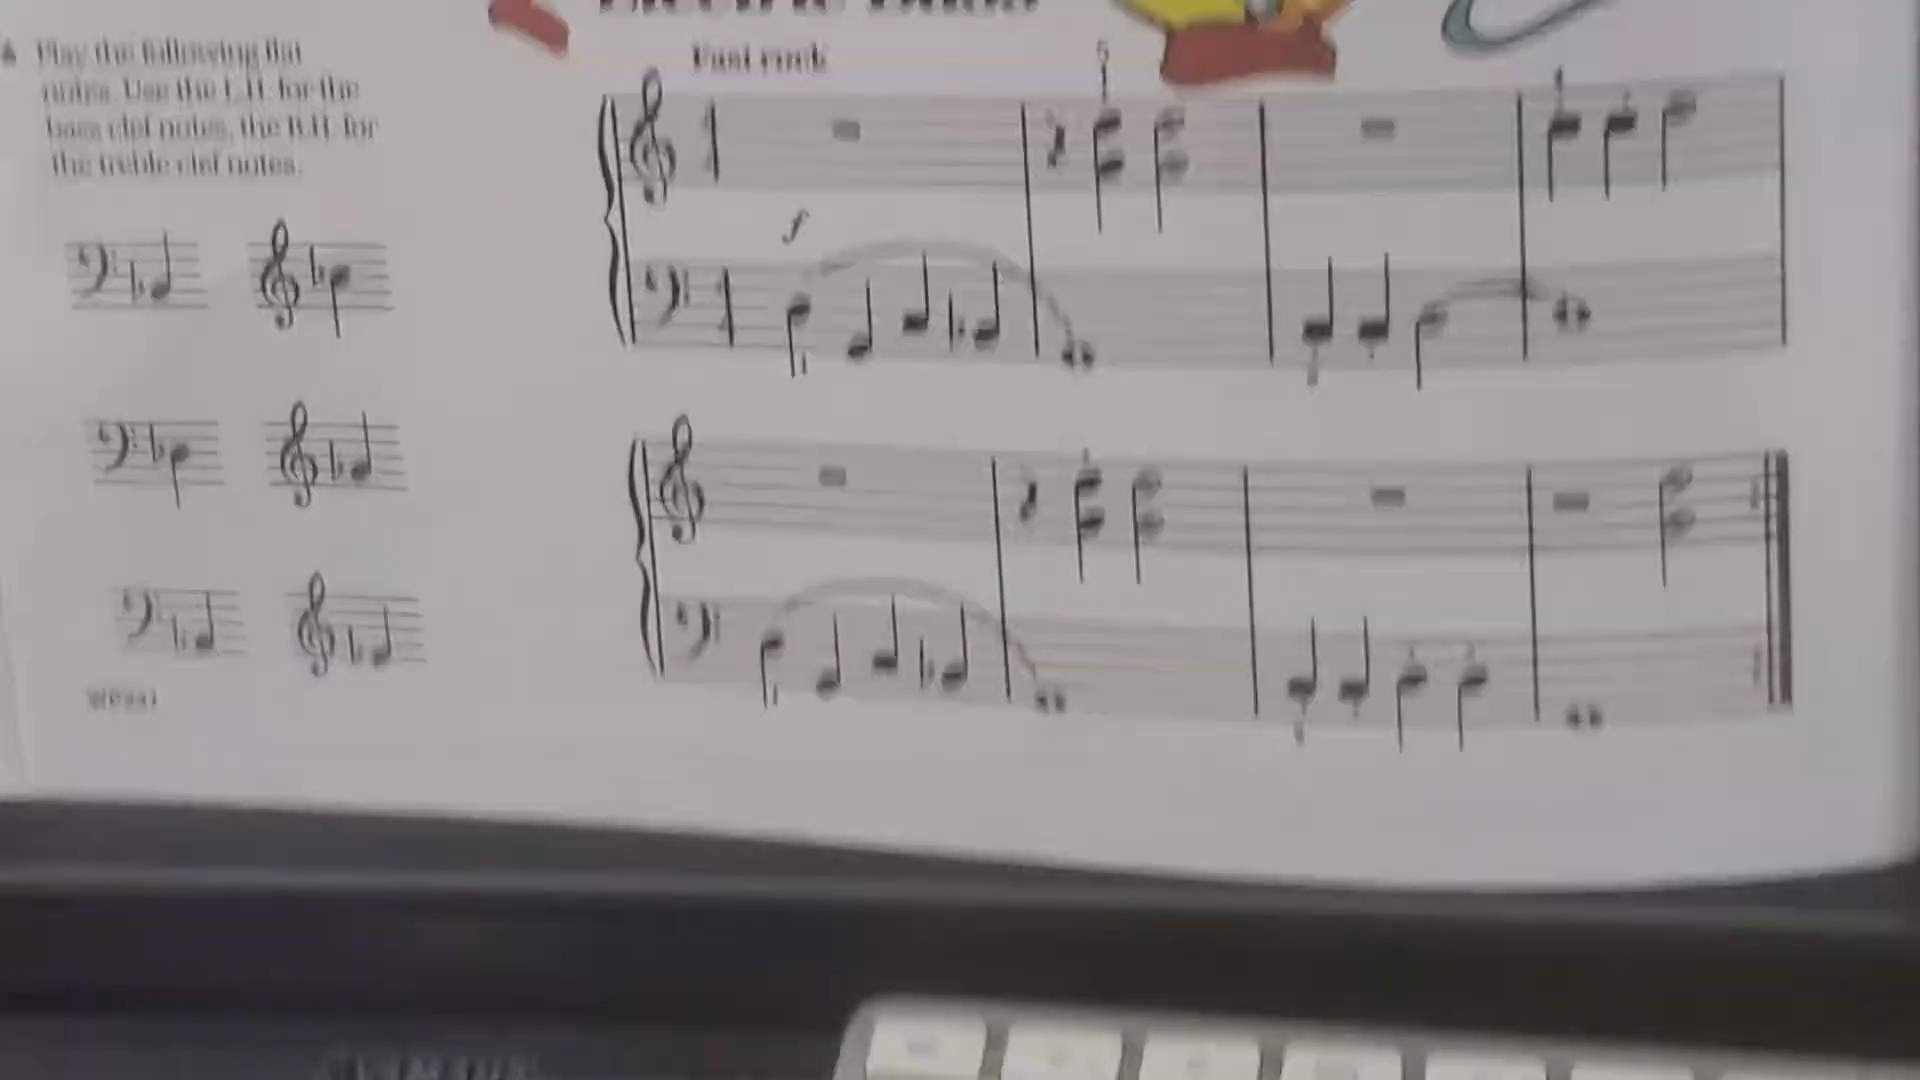 Play the following flat
notes. Use the L.H. for the
bass clef notes, the R.H. for
the treble clef notes.
Fast rock
5
f